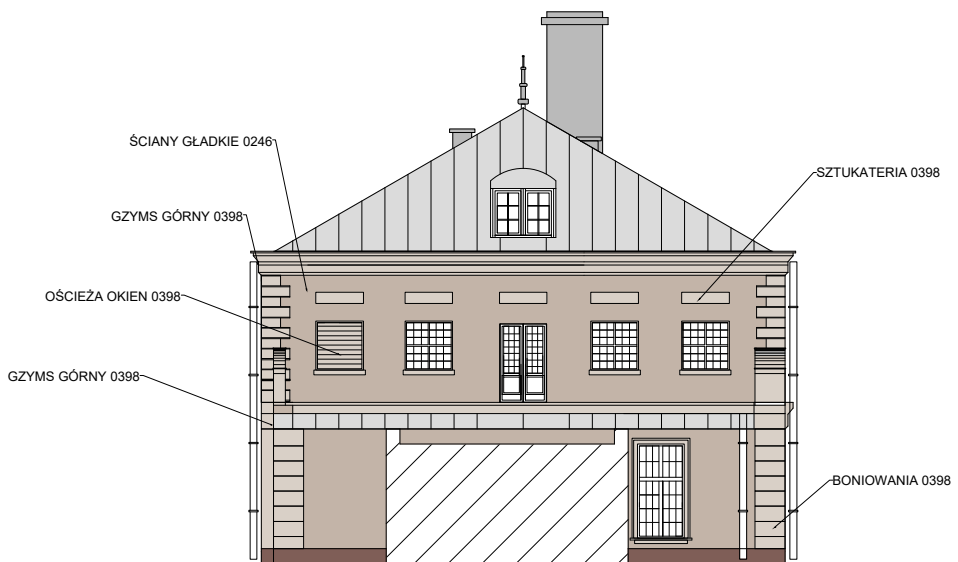 ŚCIANY GŁADKIE 0246
SZTUKATERIA 0398
GZYMS GÓRNY 0398
OŚCIEŻA OKIEN 0398
GZYMS GÓRNY 0398
BONIOWANIA 0398